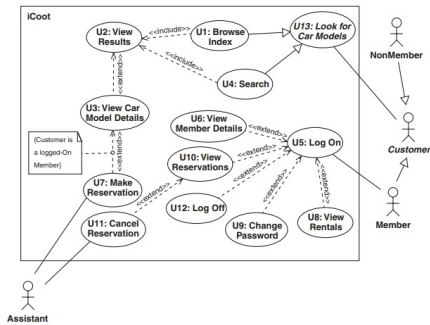 iCoot
U2: View
Results
<<include>>
U1: Browse
Index
U13: Look for
Car Models
<<include>>
U4: Search
NonMember
<<extend>>
U3: View Car
Model Details
U6: View
Member Details
<<extend>>
U5: Log On
Customer
{Customer is
a logged-On
Member}
<<extend>>
U10: View
Reservations
<<extend>>
U7: Make
Reservation
<<extend>>
<<extend>>
<<extend>>
<<extend>>
U12: Log Off
U11: Cancel
Reservation
U9: Change
Password
U8: View
Rentals
Member
Assistant